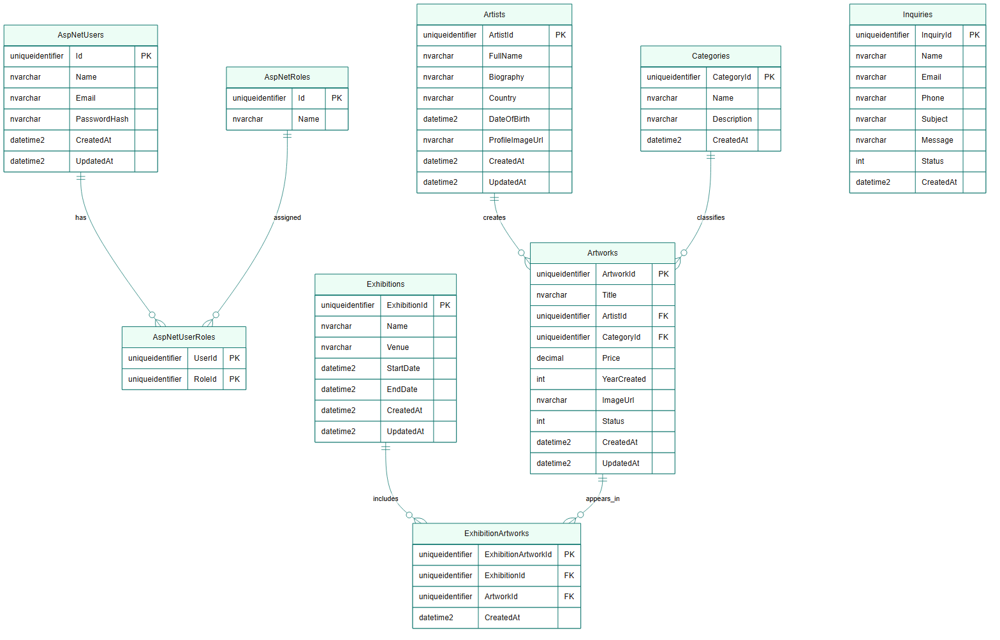 AspNetUsers
uniqueidentifier Id PK
nvarchar Name
nvarchar Email
nvarchar PasswordHash
datetime2 CreatedAt
datetime2 UpdatedAt
AspNetRoles
uniqueidentifier Id PK
nvarchar Name
Artists
uniqueidentifier ArtistId PK
nvarchar FullName
nvarchar Biography
nvarchar Country
datetime2 DateOfBirth
nvarchar ProfileImageUrl
datetime2 CreatedAt
datetime2 UpdatedAt
Categories
uniqueidentifier CategoryId PK
nvarchar Name
nvarchar Description
datetime2 CreatedAt
Inquiries
uniqueidentifier InquiryId PK
nvarchar Name
nvarchar Email
nvarchar Phone
nvarchar Subject
nvarchar Message
int Status
datetime2 CreatedAt
has
assigned
creates
classifies
AspNetUserRoles
uniqueidentifier UserId PK
uniqueidentifier RoleId PK
Exhibitions
uniqueidentifier ExhibitionId PK
nvarchar Name
nvarchar Venue
datetime2 StartDate
datetime2 EndDate
datetime2 CreatedAt
datetime2 UpdatedAt
Artworks
uniqueidentifier ArtworkId PK
nvarchar Title
uniqueidentifier ArtistId FK
uniqueidentifier CategoryId FK
decimal Price
int YearCreated
nvarchar ImageUrl
int Status
datetime2 CreatedAt
datetime2 UpdatedAt
includes
appears_in
ExhibitionArtworks
uniqueidentifier ExhibitionArtworkId PK
uniqueidentifier ExhibitionId FK
uniqueidentifier ArtworkId FK
datetime2 CreatedAt